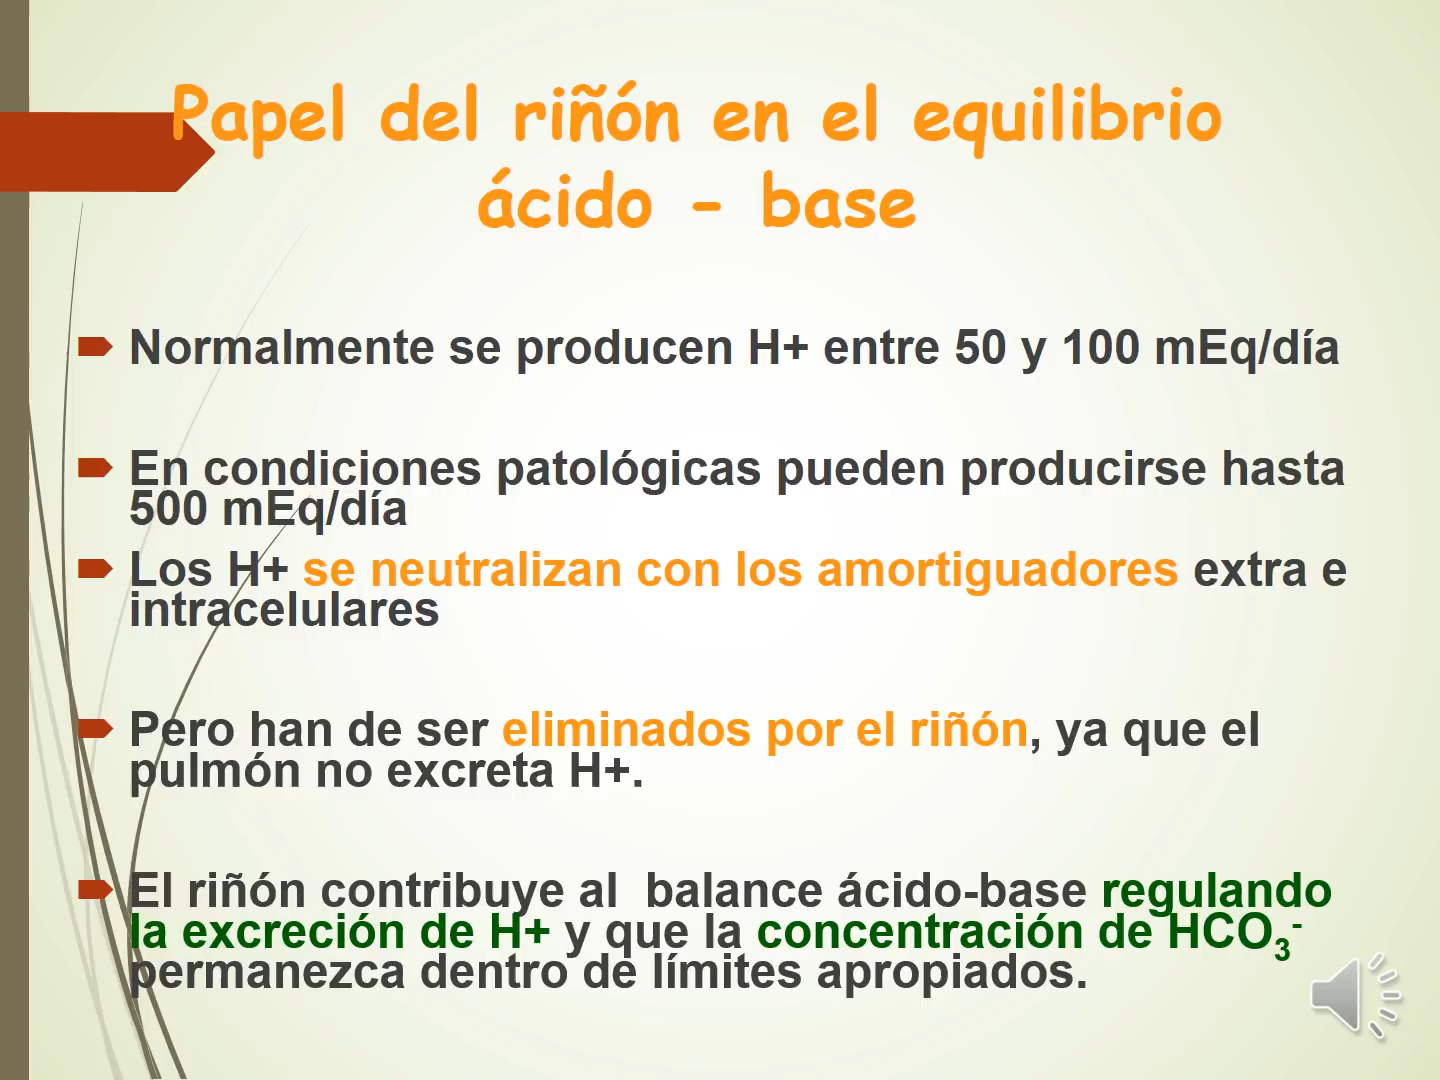 Papel del riñón en el equilibrio
ácido - base
Normalmente se producen H+ entre 50 y 100 mEq/día
En condiciones patológicas pueden producirse hasta
500 mEq/día
Los H+ se neutralizan con los amortiguadores extra e
intracelulares
Pero han de ser eliminados por el riñón, ya que el
pulmón no excreta H+.
El riñón contribuye al  balance ácido-base regulando
la excreción de H+ y que la concentración de HCO₃⁻
permanezca dentro de límites apropiados.